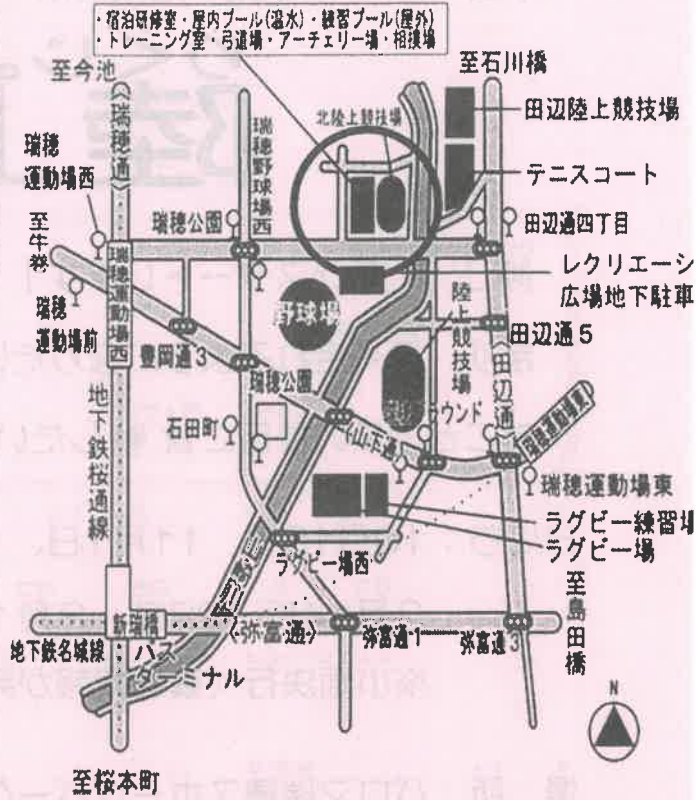 ・宿泊研修室・屋内プール(温水)・練習プール(屋外)
・トレーニング室・弓道場・アーチェリー場・相撲場
至今池
至石川橋
〈瑞穂通〉
瑞穂野球場西
北陸上競技場
田辺陸上競技場
瑞穂
運動場西
テニスコート
瑞穂公園
田辺通四丁目
至牛巻
瑞穂運動場西
レクリエーシ
広場地下駐車
瑞穂
運動場前
野球場
陸上競技場
田辺通5
豊岡通3
瑞穂公園
〈田辺通〉
地下鉄桜通線
石田町
ラウンド
〈山下通〉
瑞穂運動場東
瑞穂運動場東
ラグビー練習場
ラグビー場
ラグビー場西
至島田橋
新瑞橋
〈弥富通〉
弥富通1
弥富通3
地下鉄名城線
バス
ターミナル
N
至桜本町